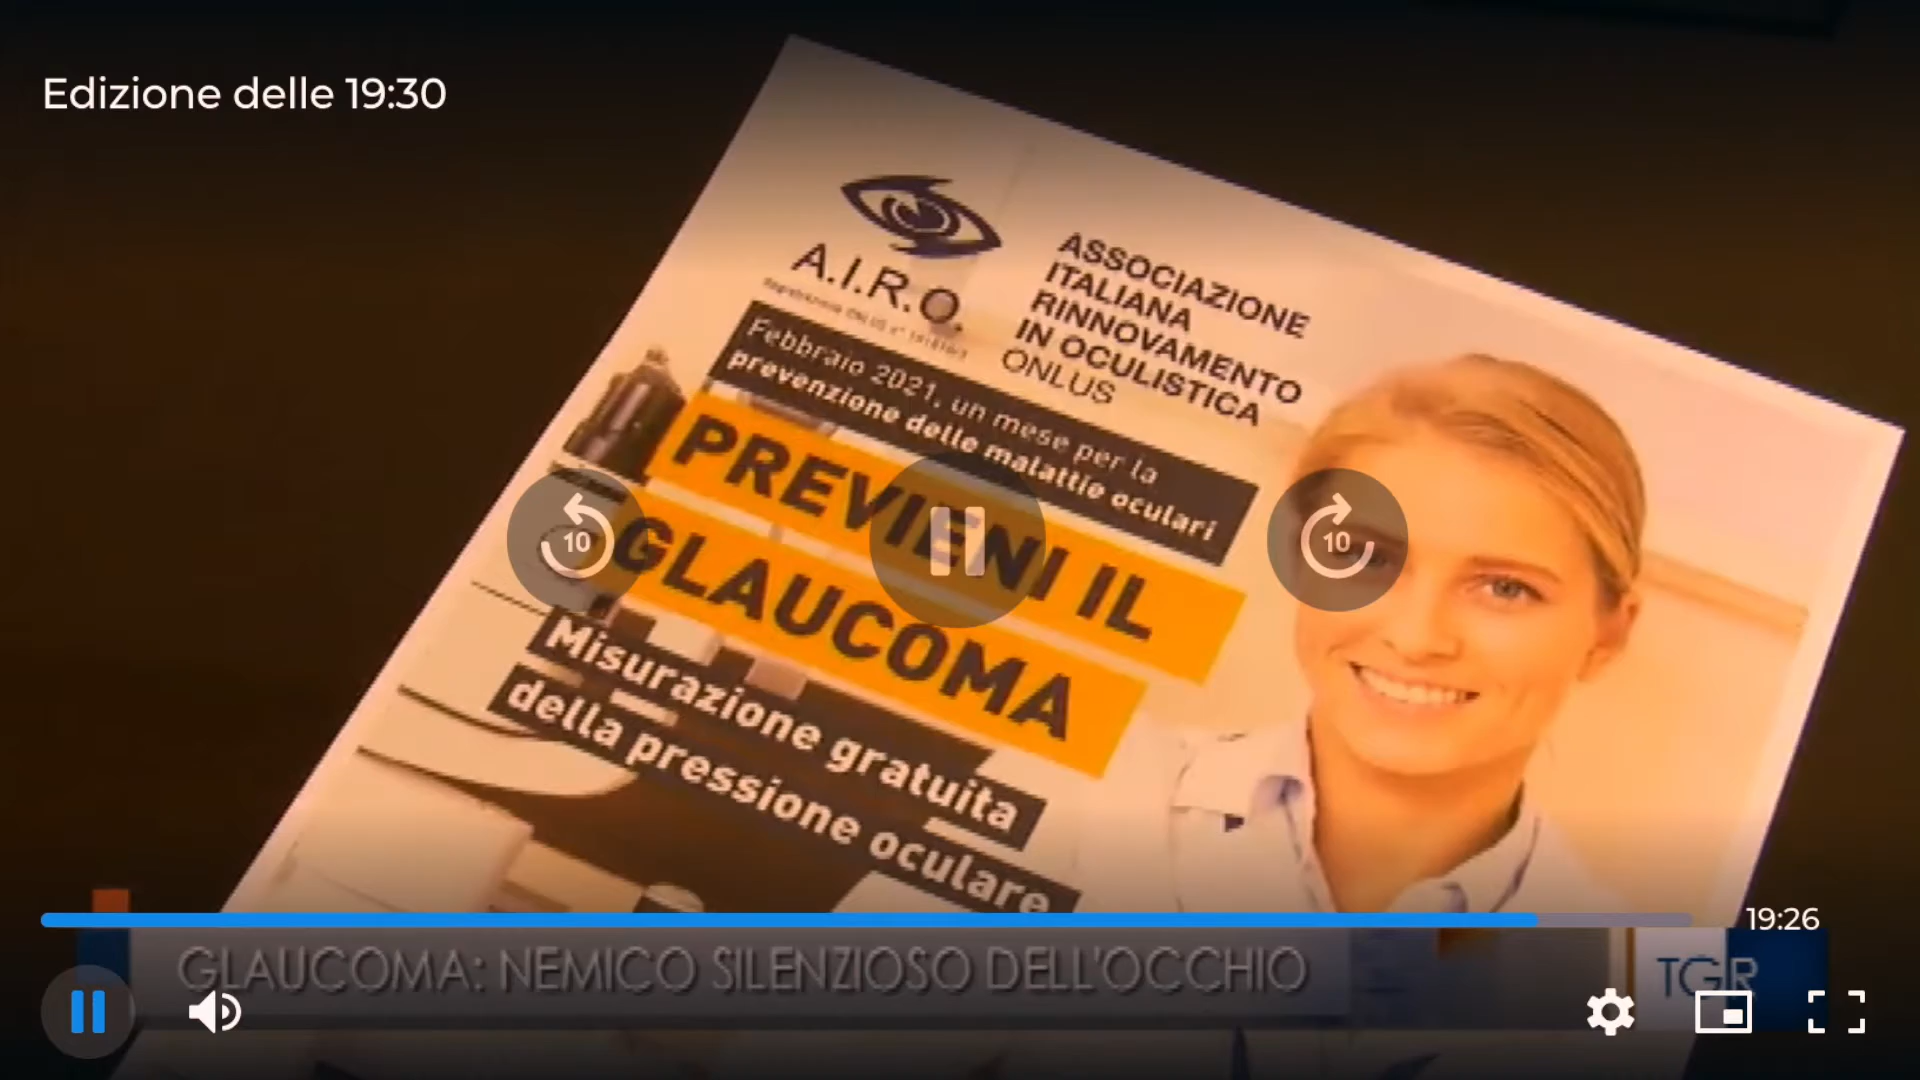 Edizione delle 19:30
A.I.R.O.
ASSOCIAZIONE
ITALIANA
RINNOVAMENTO
IN OCULISTICA
ONLUS
Febbraio 2021, un mese per la
prevenzione delle malattie oculari
PREVIENI IL
GLAUCOMA
Misurazione gratuita
della pressione oculare
10
10
19:26
GLAUCOMA: NEMICO SILENZIOSO DELL'OCCHIO
TGR